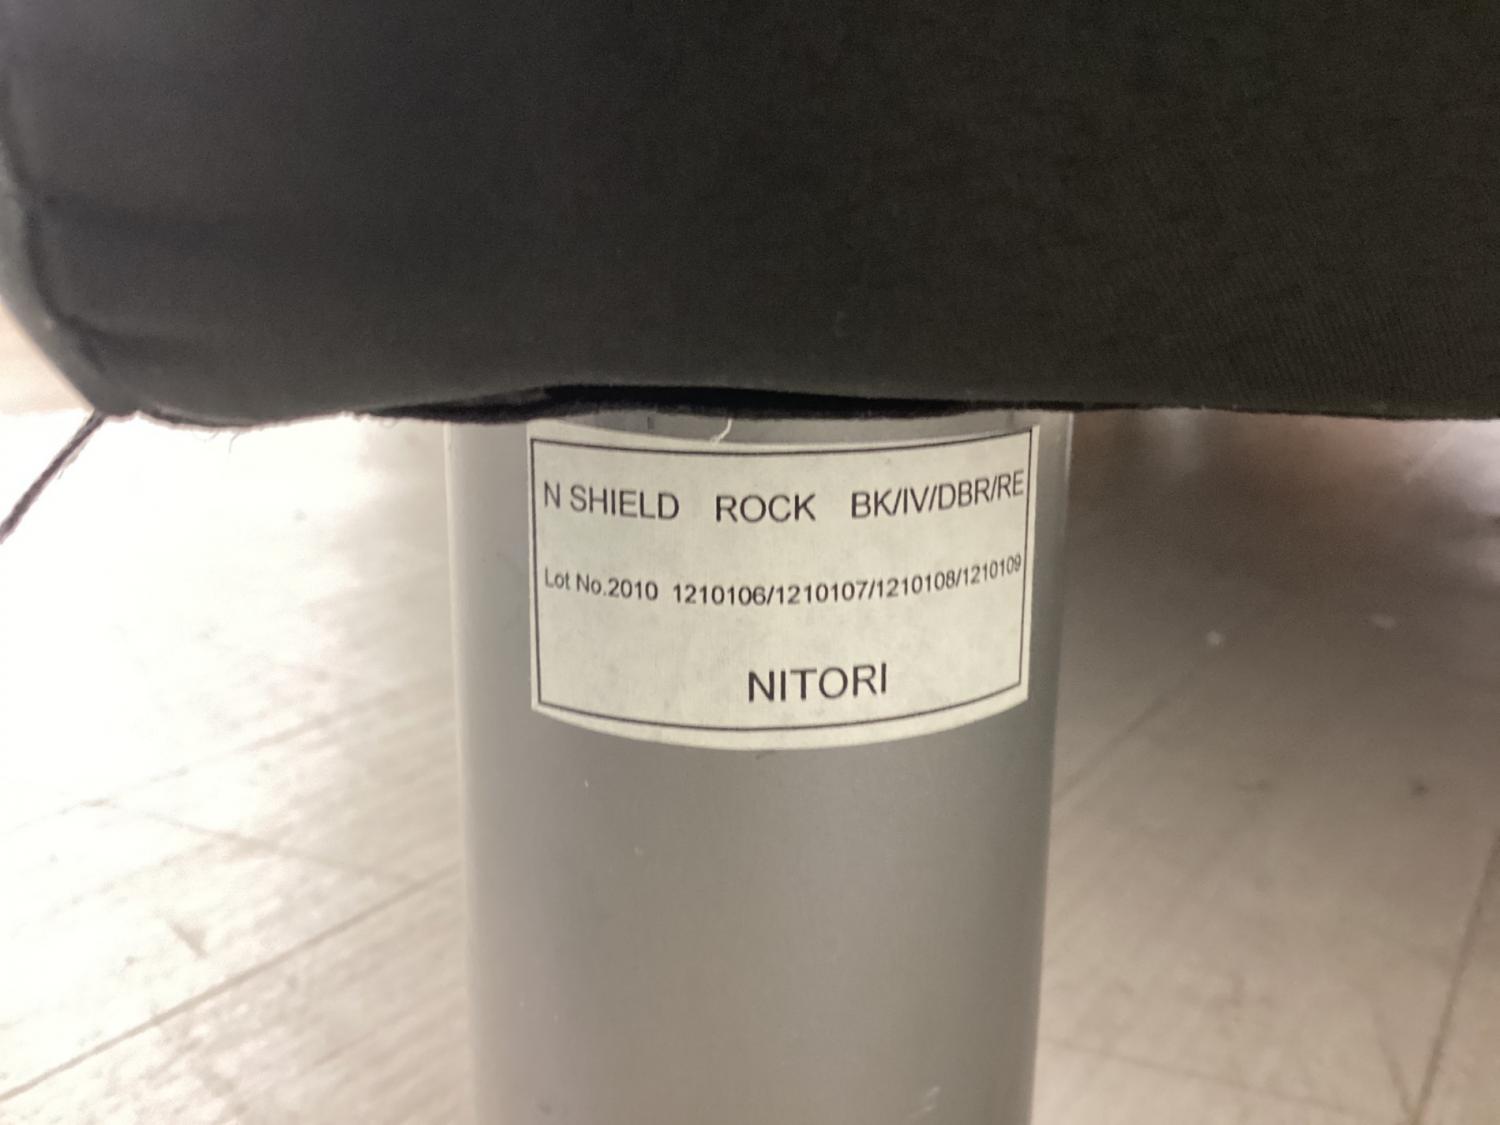 N SHIELD ROCK BK/IV/DBR/RE
Lot No.2010 1210106/1210107/1210108/1210109
NITORI